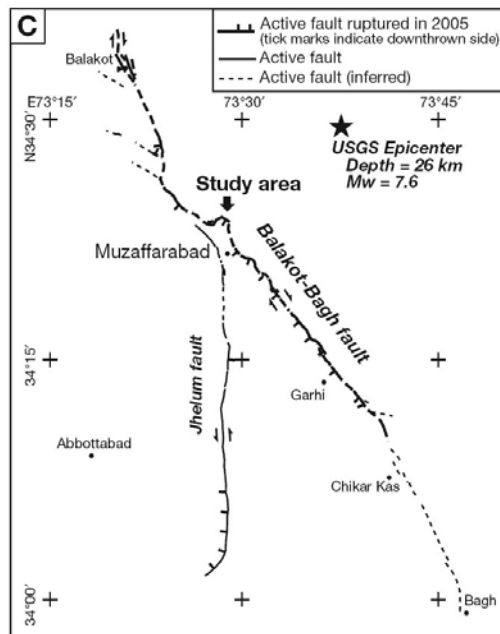 C
Active fault ruptured in 2005
(tick marks indicate downthrown side)
Active fault
Active fault (inferred)
Balakot
E73°15′
73°30′
73°45′
N34°30′
USGS Epicenter
Depth = 26 km
Mw = 7.6
Study area
Muzaffarabad
Balakot-Bagh fault
34°15′
Jhelum fault
Garhi
Abbottabad
Chikar Kas
34°00′
Bagh